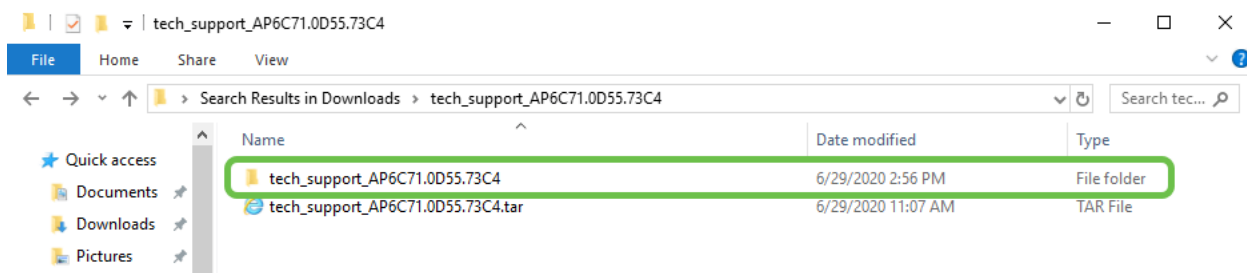 tech_support_AP6C71.0D55.73C4
File Home Share View ?
Search Results in Downloads > tech_support_AP6C71.0D55.73C4 Search tec...
Name Date modified Type
Quick access
tech_support_AP6C71.0D55.73C4 6/29/2020 2:56 PM File folder
Documents
tech_support_AP6C71.0D55.73C4.tar 6/29/2020 11:07 AM TAR File
Downloads
Pictures